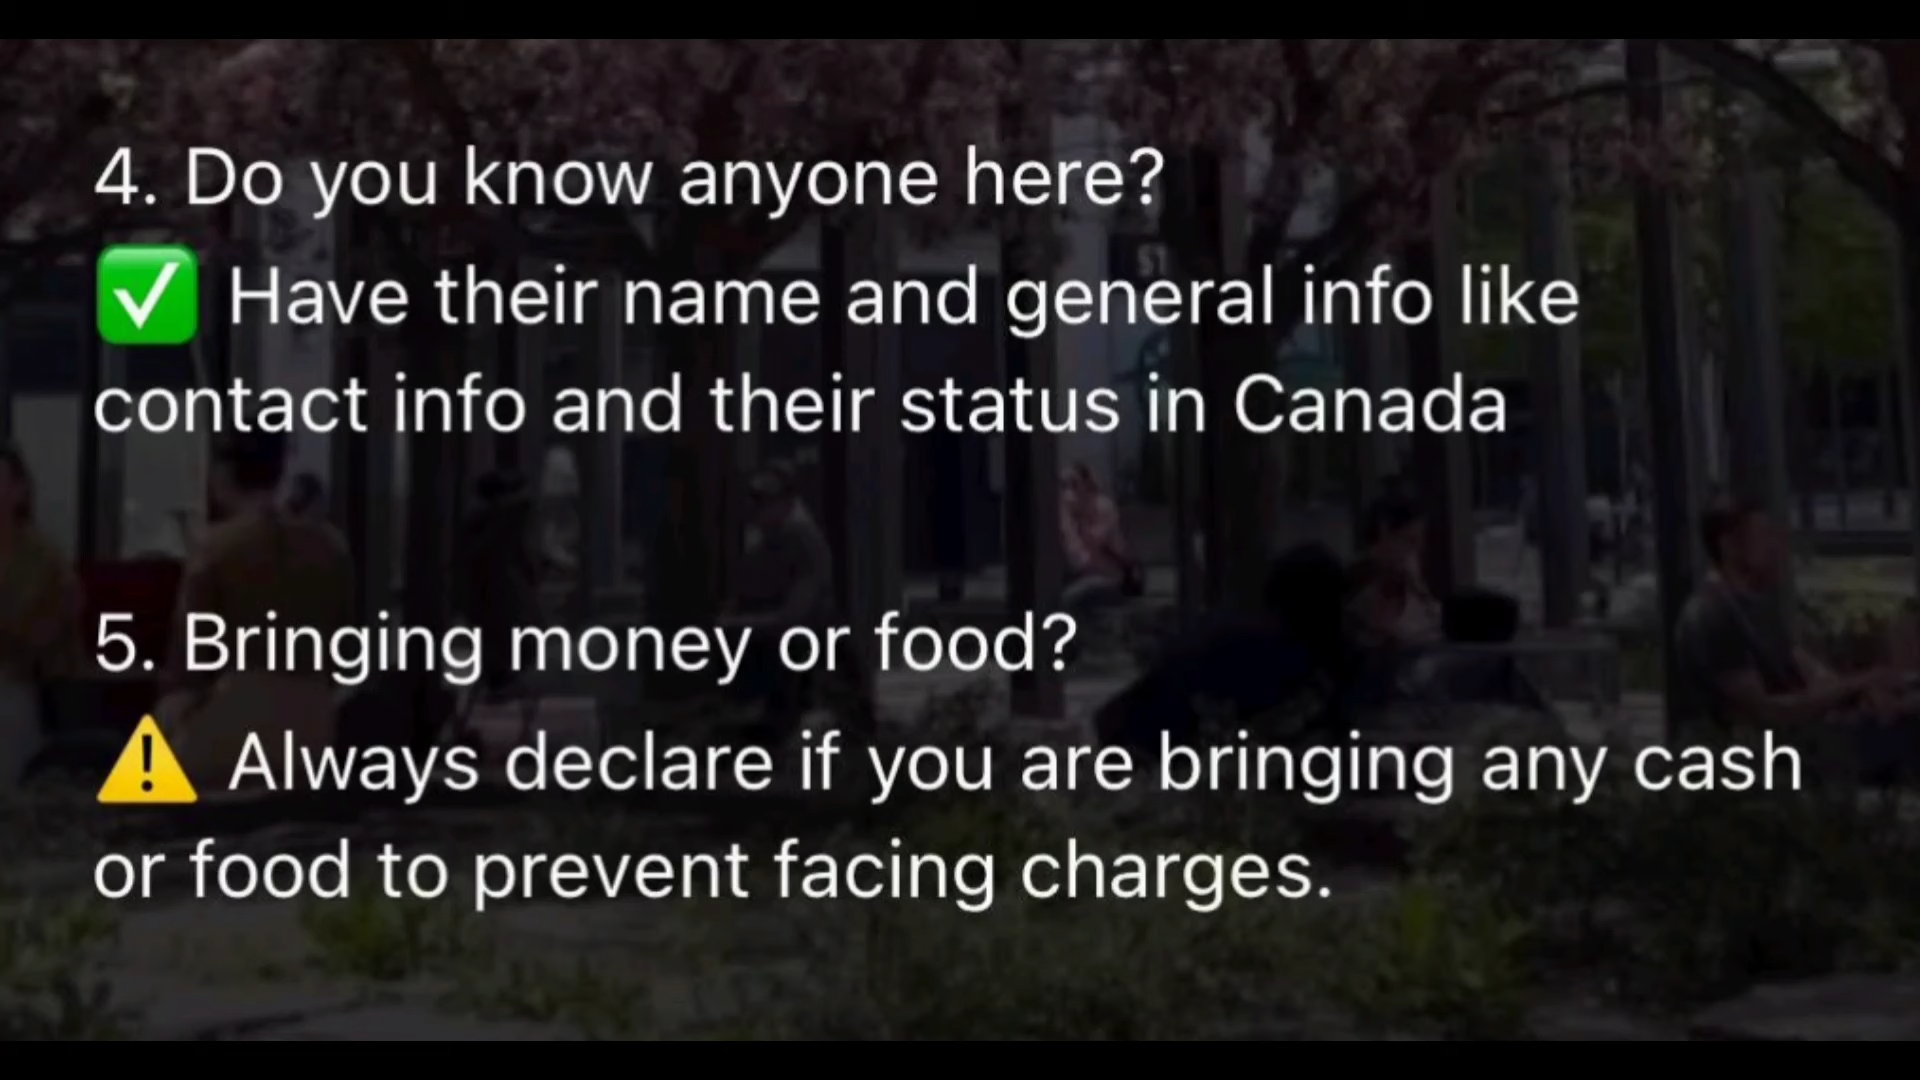 4. Do you know anyone here?
✅ Have their name and general info like
contact info and their status in Canada
5. Bringing money or food?
⚠️ Always declare if you are bringing any cash
or food to prevent facing charges.